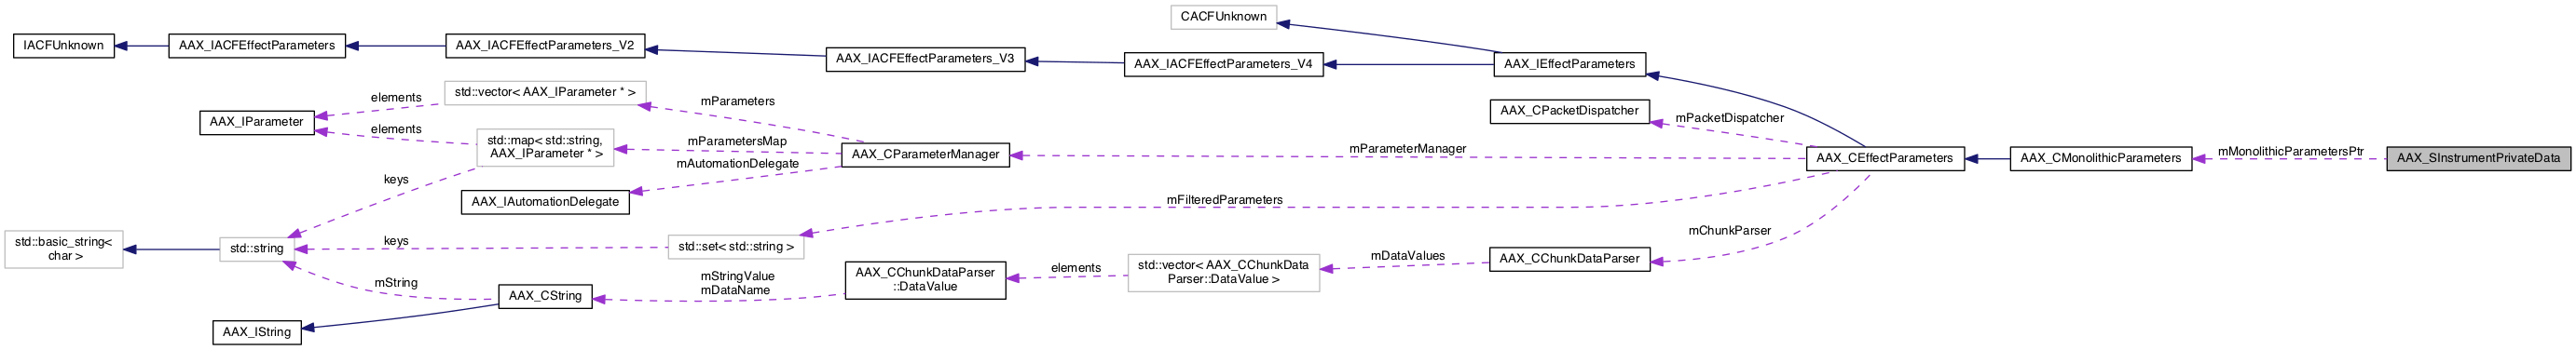 CACFUnknown
IACFUnknown
AAX_IACFEffectParameters
AAX_IACFEffectParameters_V2
AAX_IACFEffectParameters_V3
AAX_IACFEffectParameters_V4
AAX_IEffectParameters
std::vector< AAX_IParameter * >
elements
mParameters
AAX_IParameter
elements
std::map< std::string,
AAX_IParameter * >
mParametersMap
mAutomationDelegate
AAX_CParameterManager
mParameterManager
AAX_CPacketDispatcher
mPacketDispatcher
AAX_CEffectParameters
AAX_CMonolithicParameters
mMonolithicParametersPtr
AAX_SInstrumentPrivateData
keys
AAX_IAutomationDelegate
mFilteredParameters
std::basic_string<
char >
std::string
keys
std::set< std::string >
mChunkParser
AAX_CChunkDataParser
mDataValues
std::vector< AAX_CChunkData
Parser::DataValue >
elements
AAX_CChunkDataParser
::DataValue
mStringValue
mDataName
mString
AAX_CString
AAX_IString